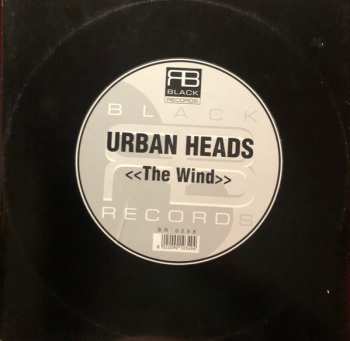 RB
BLACK
RECORDS
BLACK
URBAN HEADS
<<The Wind>>
RECORDS